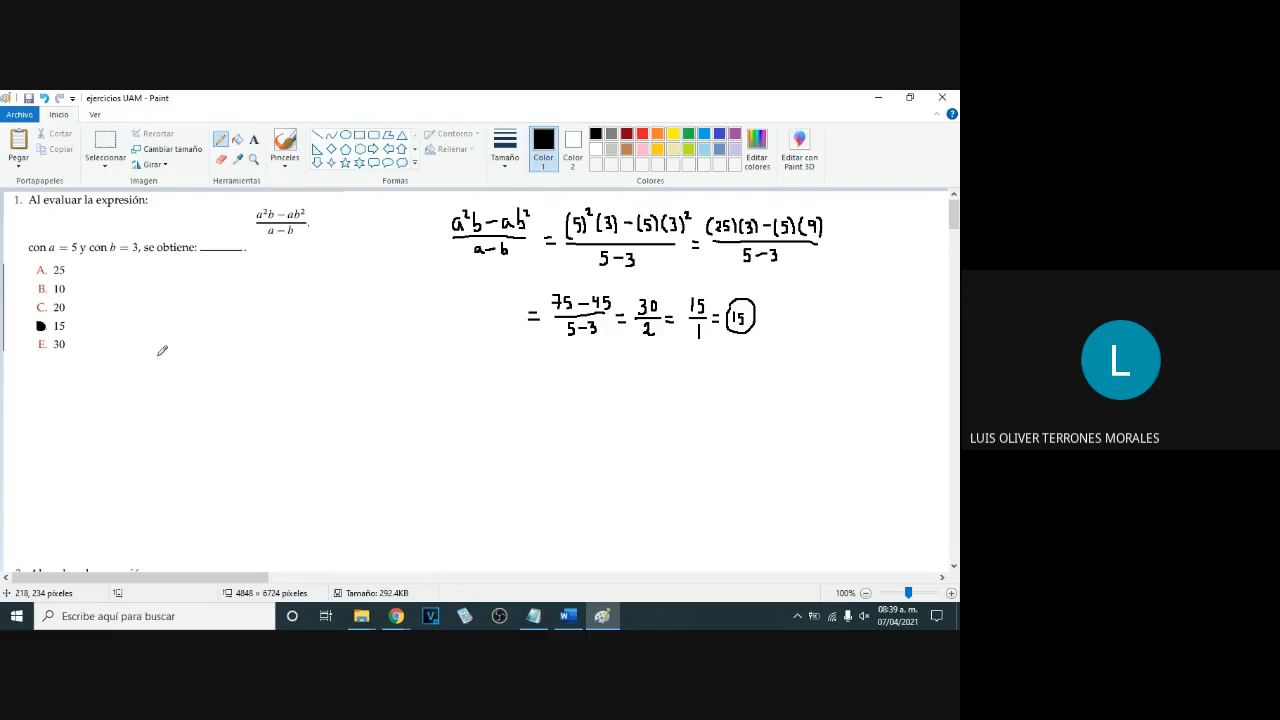 ejercicios UAM - Paint
Archivo Inicio Ver
Pegar
Cortar
Copiar
Portapapeles
Seleccionar
Recortar
Cambiar tamaño
Girar
Imagen
A
Herramientas
Pinceles
Contorno
Rellenar
Formas
Tamaño
Color 1
Color 2
Editar colores
Colores
Editar con Paint 3D
1. Al evaluar la expresión:
a²b − ab²
a − b .
con a = 5 y con b = 3, se obtiene: ______ .
A. 25
B. 10
C. 20
15
E. 30
a²b − ab² / a − b = (5)²(3) − (5)(3)² / 5 − 3 = (25)(3) − (5)(9) / 5 − 3
= 75 − 45 / 5 − 3 = 30 / 2 = 15 / 1 = 15
L
LUIS OLIVER TERRONES MORALES
218, 234 píxeles
4848 × 6724 píxeles
Tamaño: 292.4KB
100%
Escribe aquí para buscar
08:39 a. m.
07/04/2021